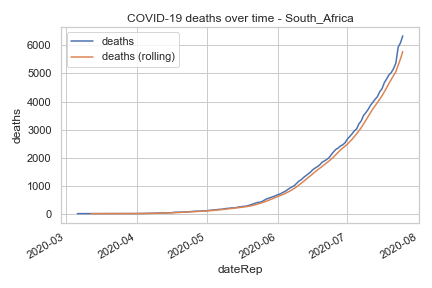 COVID-19 deaths over time - South_Africa
deaths
deaths (rolling)
6000
5000
4000
3000
2000
1000
0
deaths
2020-03
2020-04
2020-05
2020-06
2020-07
2020-08
dateRep